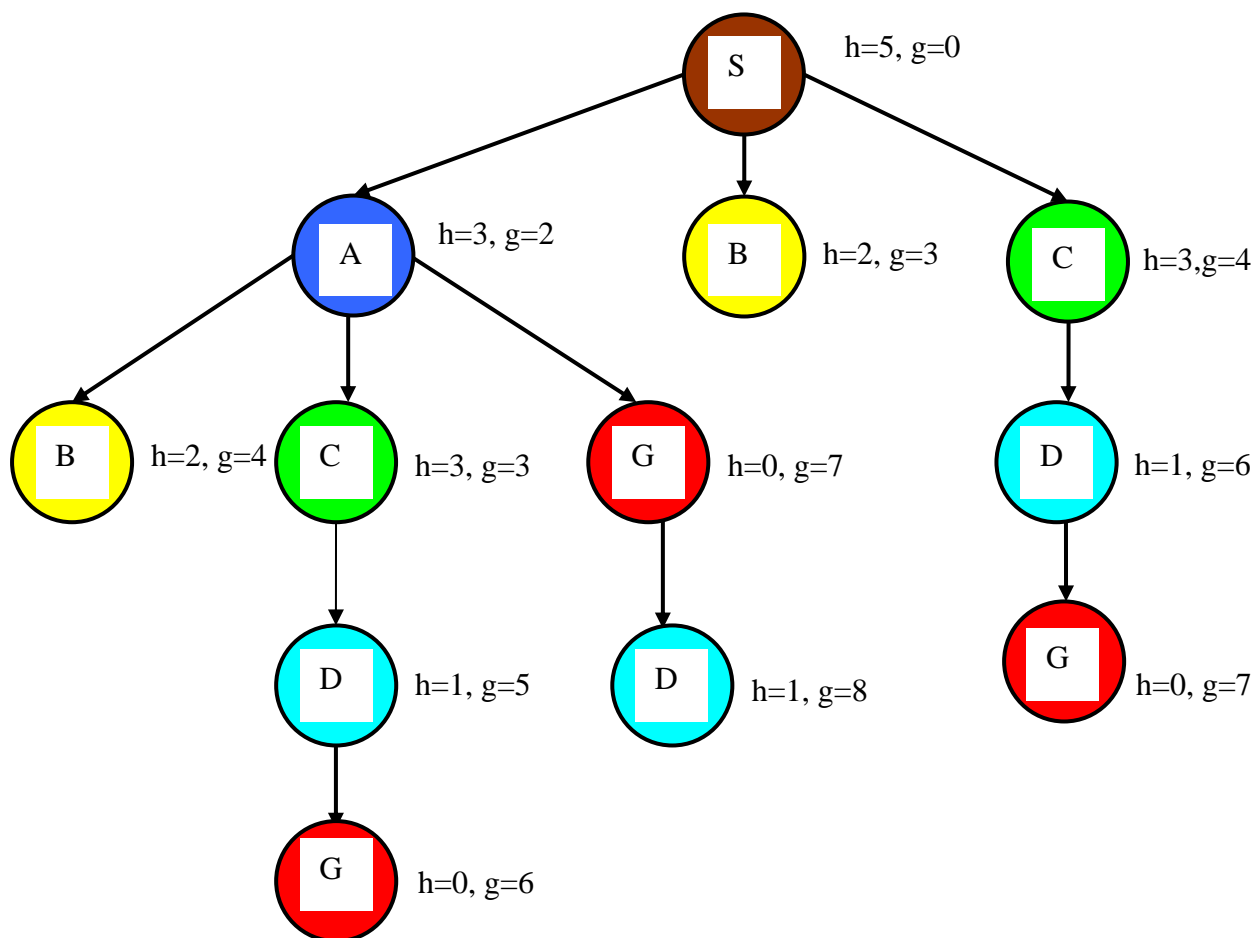 S
h=5, g=0
A
h=3, g=2
B
h=2, g=3
C
h=3,g=4
B
h=2, g=4
C
h=3, g=3
G
h=0, g=7
D
h=1, g=6
D
h=1, g=5
D
h=1, g=8
G
h=0, g=7
G
h=0, g=6